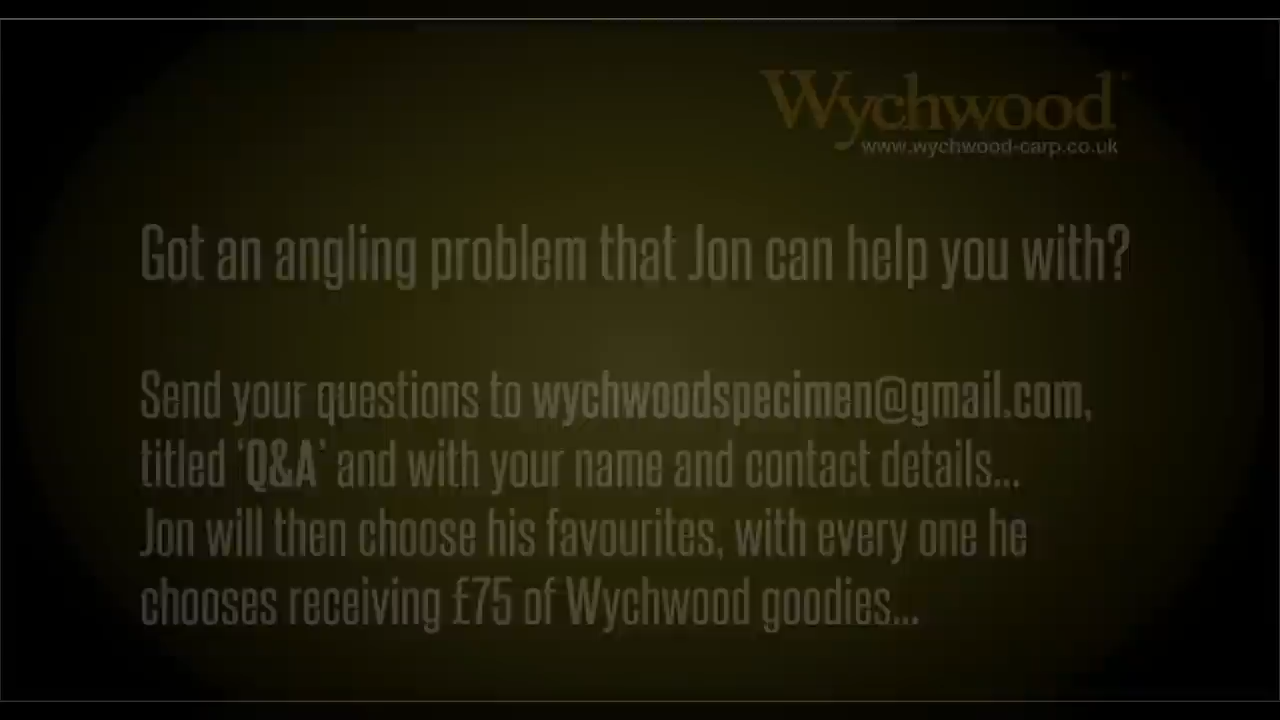 Wychwood
www.wychwood-carp.co.uk
Got an angling problem that Jon can help you with?
Send your questions to wychwoodspecimen@gmail.com,
titled 'Q&A' and with your name and contact details...
Jon will then choose his favourites, with every one he
chooses receiving £75 of Wychwood goodies...